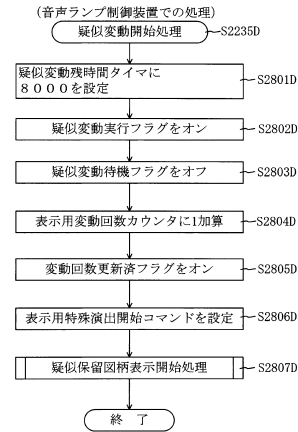 (音声ランプ制御装置での処理)
疑似変動開始処理
S2235D
疑似変動残時間タイマに
8000を設定
S2801D
疑似変動実行フラグをオン
S2802D
疑似変動待機フラグをオフ
S2803D
表示用変動回数カウンタに1加算
S2804D
変動回数更新済フラグをオン
S2805D
表示用特殊演出開始コマンドを設定
S2806D
疑似保留図柄表示開始処理
S2807D
終 了